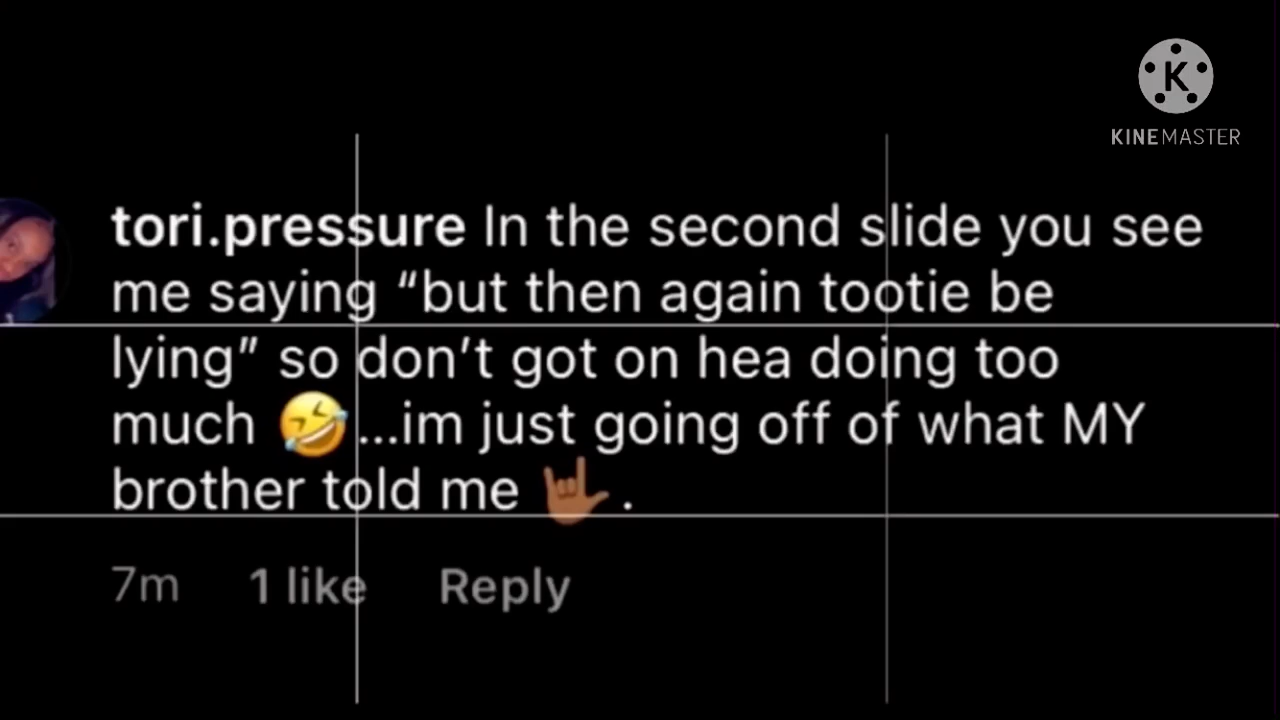 K
KINEMASTER
tori.pressure In the second slide you see
me saying “but then again tootie be
lying” so don’t got on hea doing too
much 🤣...im just going off of what MY
brother told me 🤟🏾 .
7m 1 like Reply